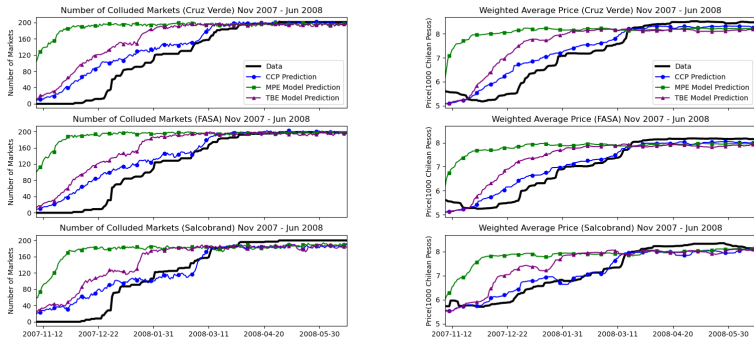 Number of Colluded Markets (Cruz Verde) Nov 2007 - Jun 2008
Number of Markets
200
160
120
80
40
0
Data
CCP Prediction
MPE Model Prediction
TBE Model Prediction
Weighted Average Price (Cruz Verde) Nov 2007 - Jun 2008
Price(1000 Chilean Pesos)
8
7
6
5
Data
CCP Prediction
MPE Model Prediction
TBE Model Prediction
Number of Colluded Markets (FASA) Nov 2007 - Jun 2008
Number of Markets
200
160
120
80
40
0
Weighted Average Price (FASA) Nov 2007 - Jun 2008
Price(1000 Chilean Pesos)
8
7
6
5
Number of Colluded Markets (Salcobrand) Nov 2007 - Jun 2008
Number of Markets
200
160
120
80
40
0
2007-11-12 2007-12-22 2008-01-31 2008-03-11 2008-04-20 2008-05-30
Weighted Average Price (Salcobrand) Nov 2007 - Jun 2008
Price(1000 Chilean Pesos)
8
7
6
5
2007-11-12 2007-12-22 2008-01-31 2008-03-11 2008-04-20 2008-05-30